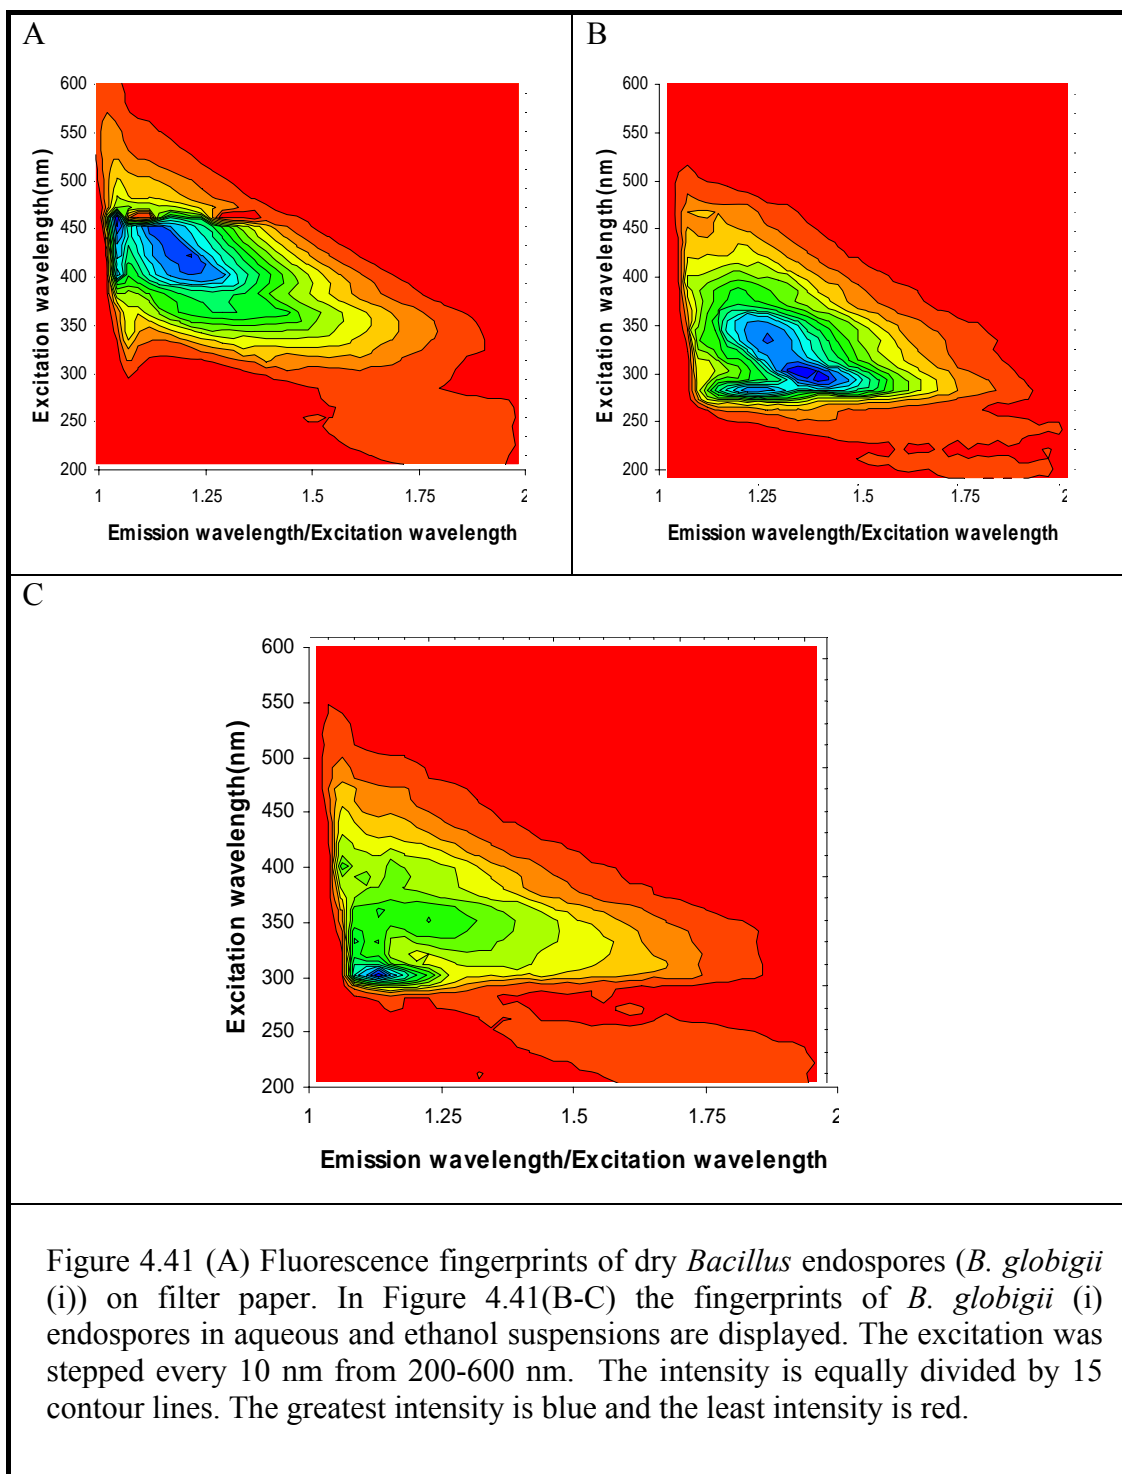 A
600
550
500
450
400
350
300
250
200
Excitation wavelength(nm)
1 1.25 1.5 1.75 2
Emission wavelength/Excitation wavelength
B
600
550
500
450
400
350
300
250
200
Excitation wavelength(nm)
1 1.25 1.5 1.75 2
Emission wavelength/Excitation wavelength
C
600
550
500
450
400
350
300
250
200
Excitation wavelength(nm)
1 1.25 1.5 1.75 2
Emission wavelength/Excitation wavelength
Figure 4.41 (A) Fluorescence fingerprints of dry Bacillus endospores (B. globigii
(i)) on filter paper. In Figure 4.41(B-C) the fingerprints of B. globigii (i)
endospores in aqueous and ethanol suspensions are displayed. The excitation was
stepped every 10 nm from 200-600 nm. The intensity is equally divided by 15
contour lines. The greatest intensity is blue and the least intensity is red.